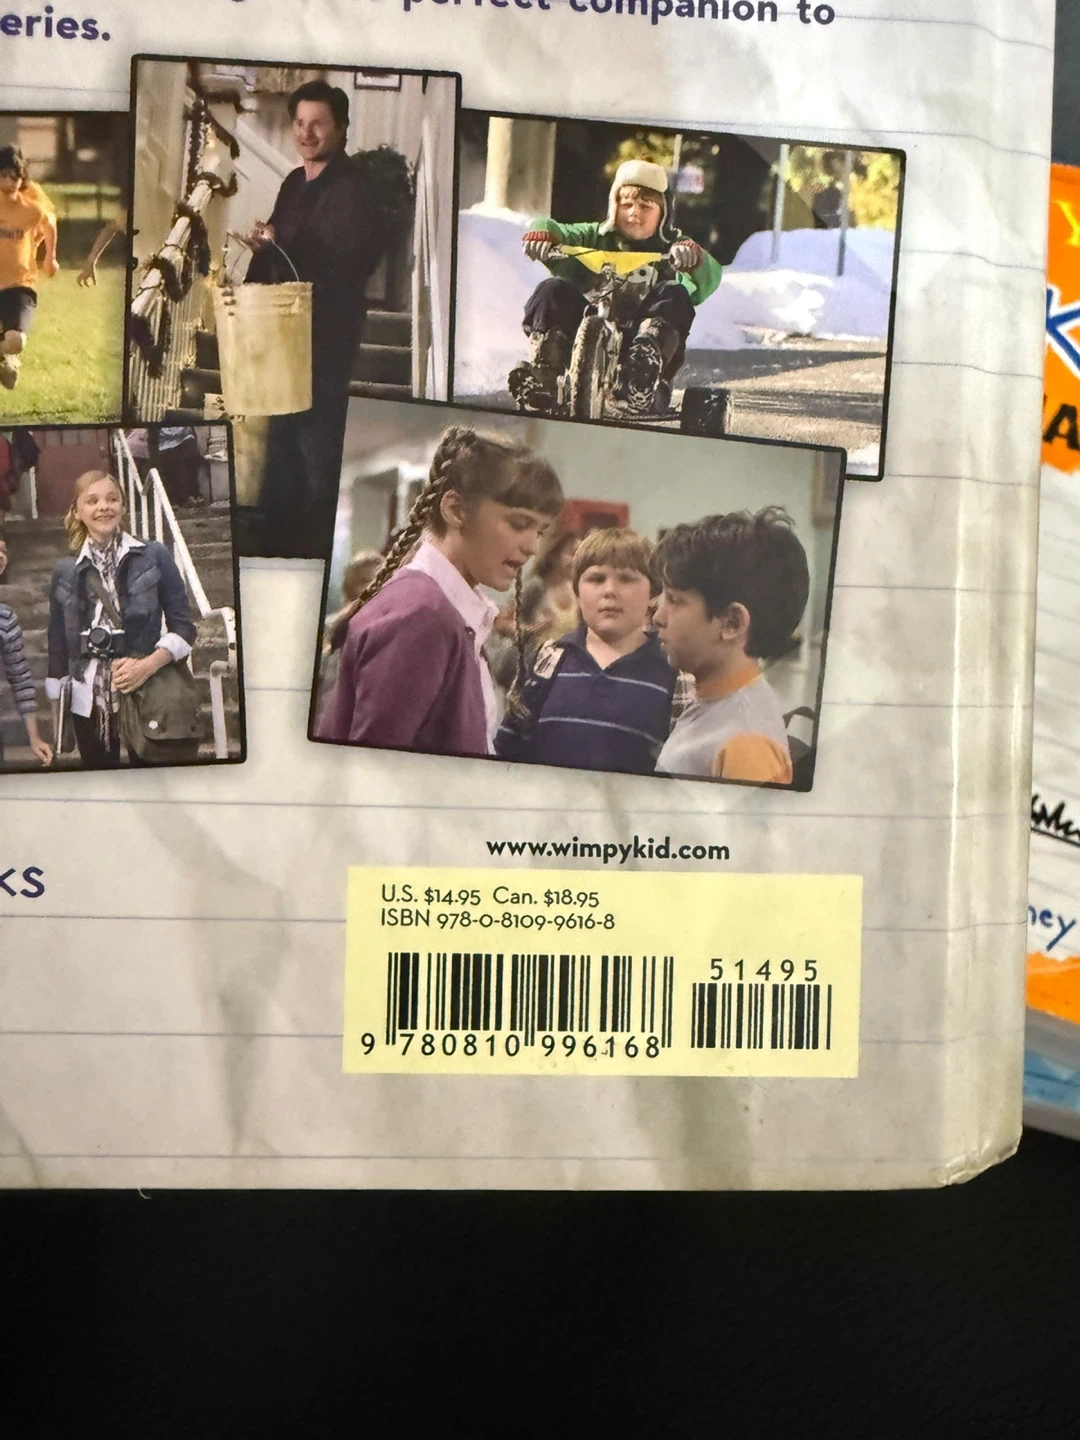 perfect companion to
eries.
www.wimpykid.com
KS
U.S. $14.95 Can. $18.95
ISBN 978-0-8109-9616-8
51495
9 780810 996168